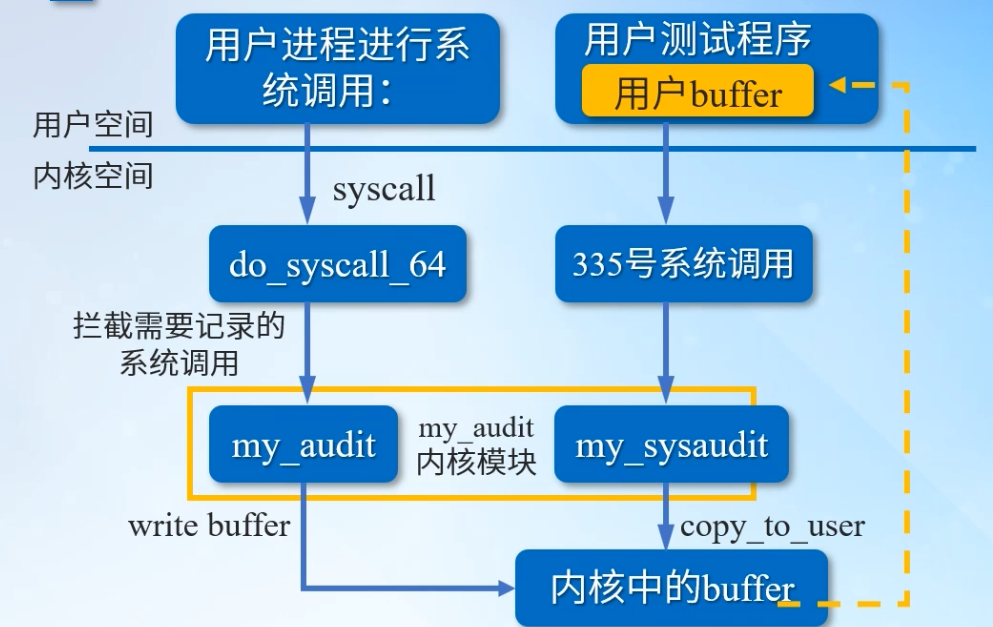 用户进程进行系
统调用：
用户测试程序
用户buffer
用户空间
内核空间
syscall
do_syscall_64
335号系统调用
拦截需要记录的
系统调用
my_audit
my_audit
内核模块
my_sysaudit
write buffer
copy_to_user
内核中的buffer